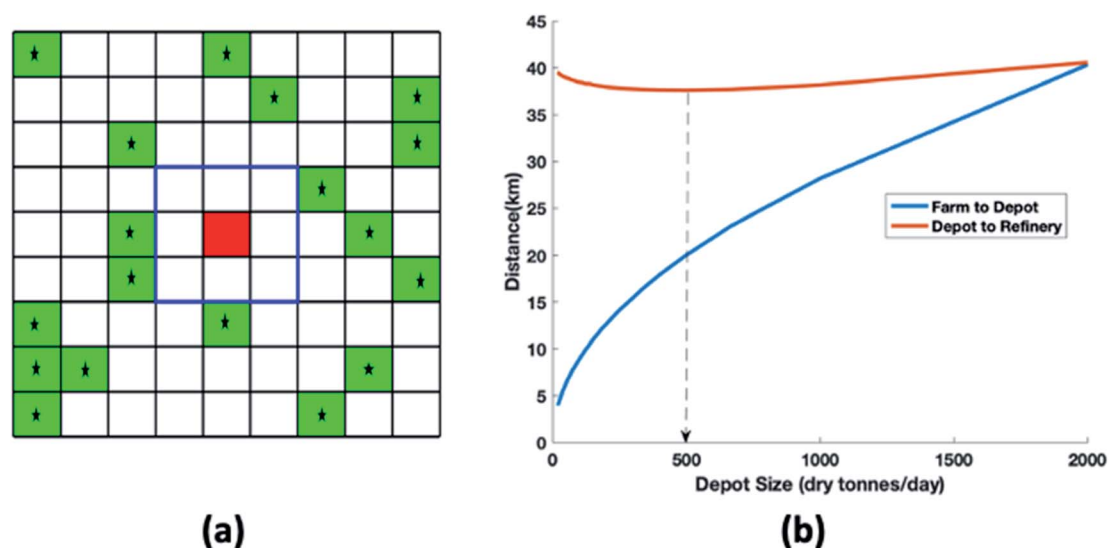 45
40
35
30
25
20
15
10
5
0
Distance(km)
Farm to Depot
Depot to Refinery
0 500 1000 1500 2000
Depot Size (dry tonnes/day)
(a) (b)